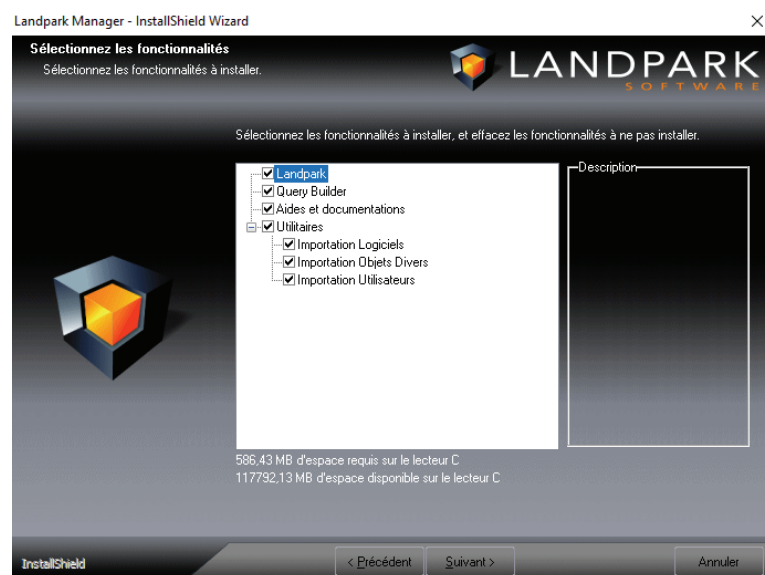 Landpark Manager - InstallShield Wizard
Sélectionnez les fonctionnalités
Sélectionnez les fonctionnalités à installer.
LANDPARK
SOFTWARE
Sélectionnez les fonctionnalités à installer, et effacez les fonctionnalités à ne pas installer.
Landpark
Query Builder
Aides et documentations
Utilitaires
Importation Logiciels
Importation Objets Divers
Importation Utilisateurs
Description
586,43 MB d'espace requis sur le lecteur C
117792,13 MB d'espace disponible sur le lecteur C
InstallShield
< Précédent
Suivant >
Annuler